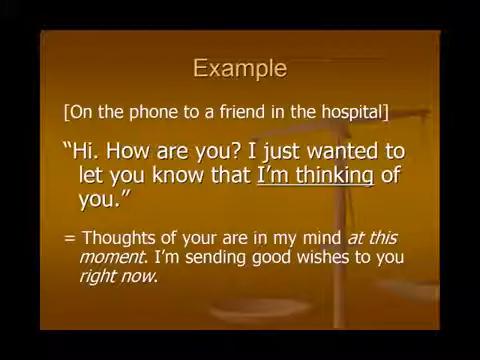 Example
[On the phone to a friend in the hospital]
“Hi. How are you? I just wanted to
let you know that I’m thinking of
you.”
= Thoughts of your are in my mind at this
moment. I’m sending good wishes to you
right now.